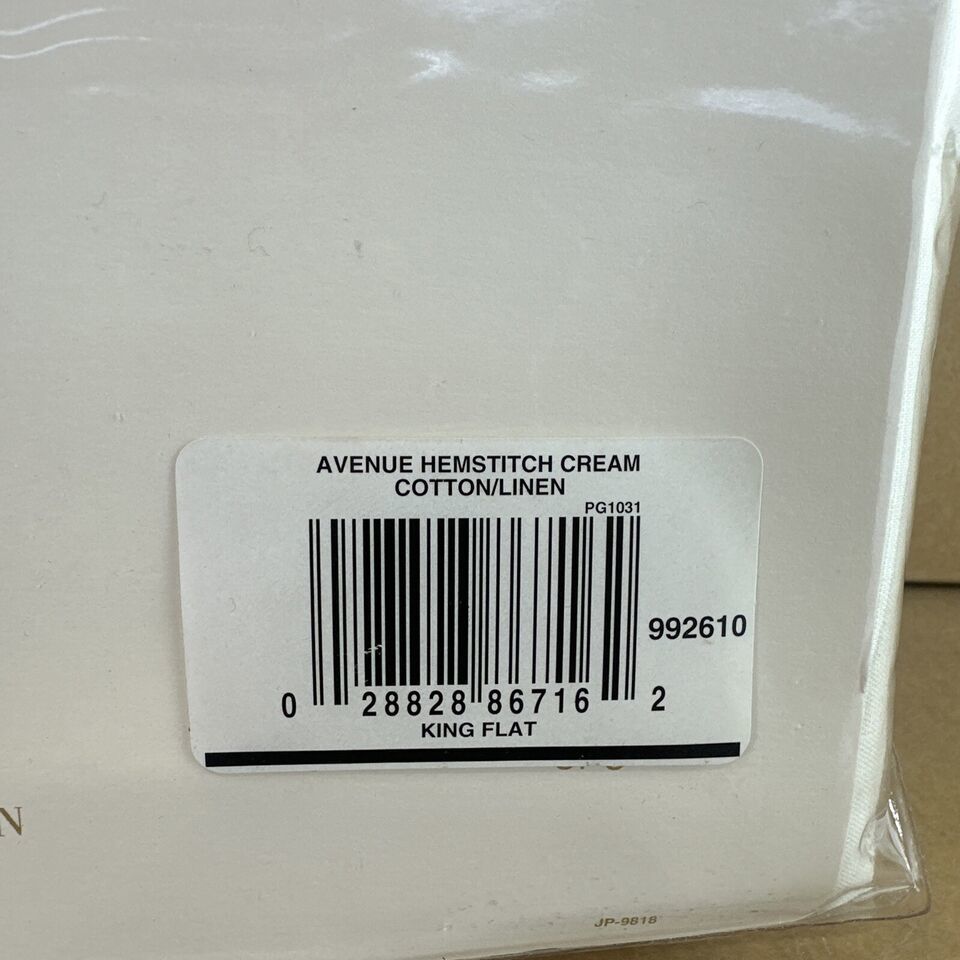 AVENUE HEMSTITCH CREAM
COTTON/LINEN
PG1031
992610
0 28828 86716 2
KING FLAT
N
JP-9818